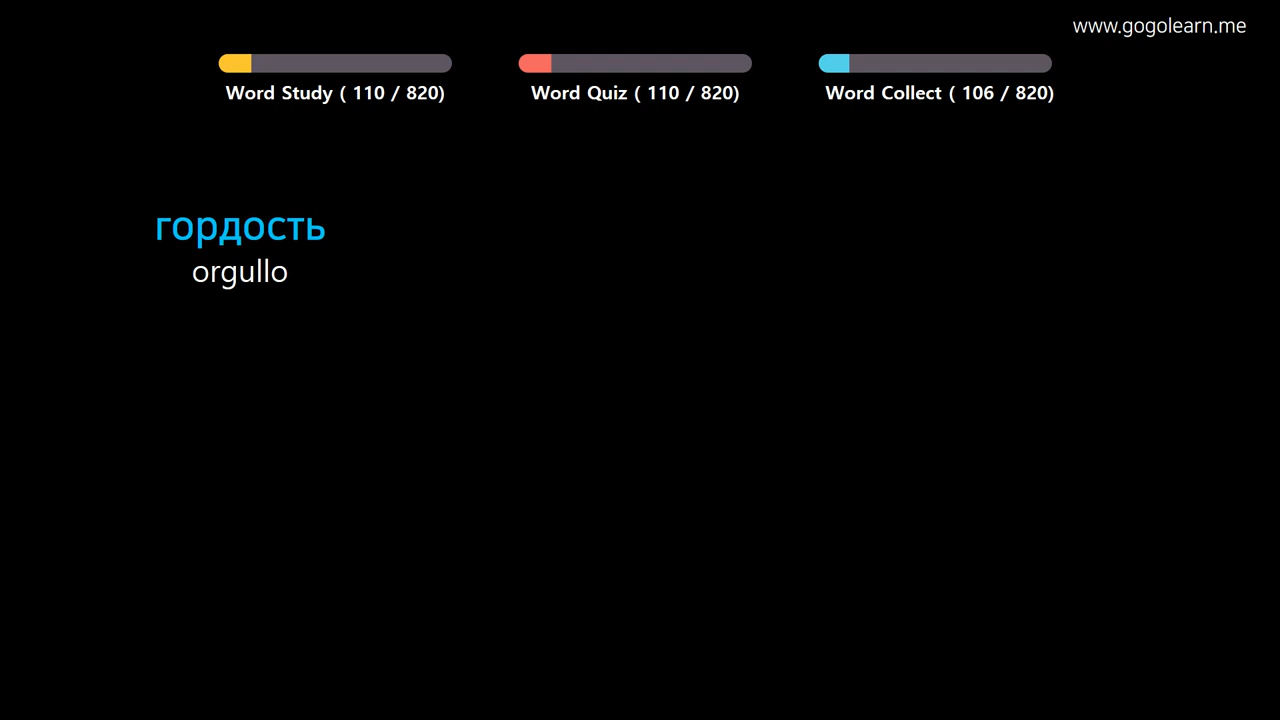 www.gogolearn.me
Word Study ( 110 / 820)
Word Quiz ( 110 / 820)
Word Collect ( 106 / 820)
гордость
orgullo